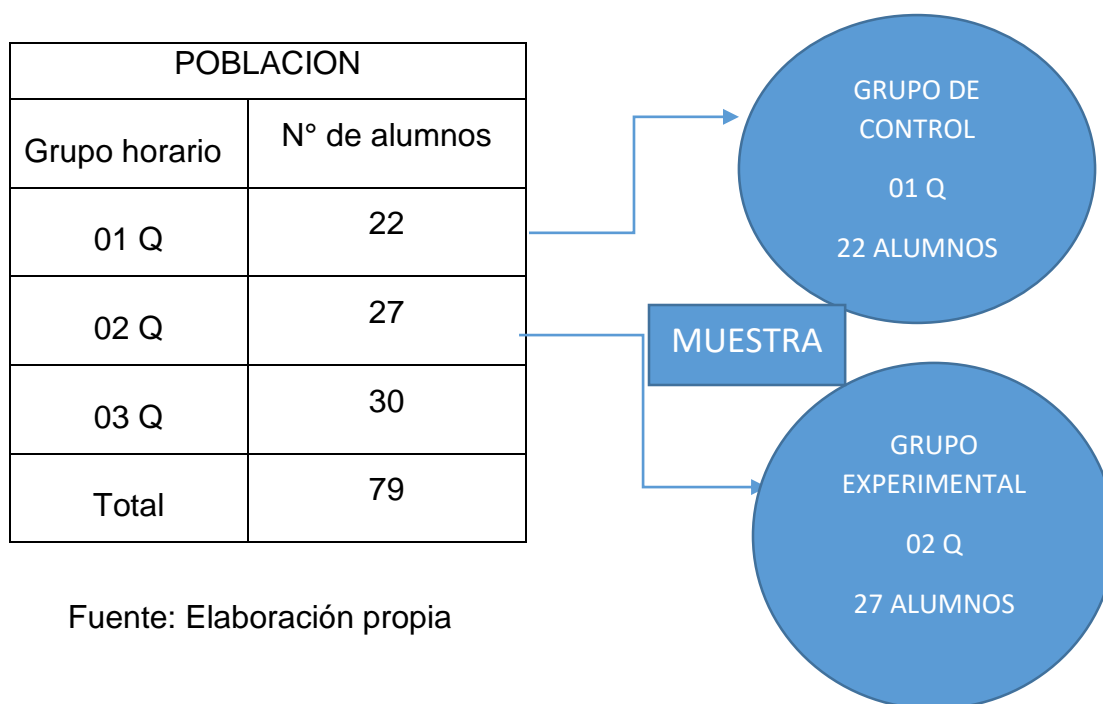 POBLACION
Grupo horario
N° de alumnos
01 Q
22
02 Q
27
03 Q
30
Total
79
Fuente: Elaboración propia
GRUPO DE
CONTROL
01 Q
22 ALUMNOS
MUESTRA
GRUPO
EXPERIMENTAL
02 Q
27 ALUMNOS